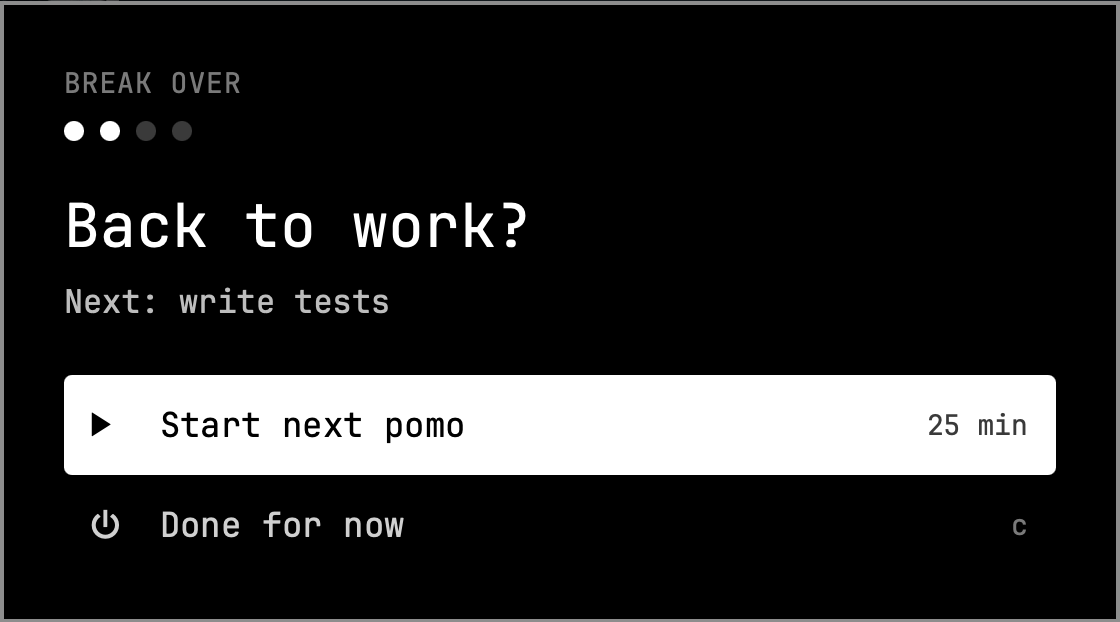 BREAK OVER
Back to work?
Next: write tests
Start next pomo 25 min
Done for now c